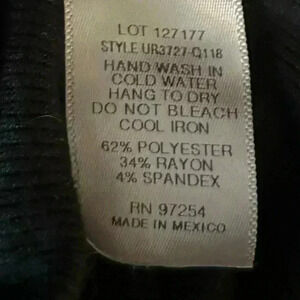 LOT 127177
STYLE UR3727-Q118
HAND WASH IN
COLD WATER
HANG TO DRY
DO NOT BLEACH
COOL IRON
62% POLYESTER
34% RAYON
4% SPANDEX
RN 97254
MADE IN MEXICO